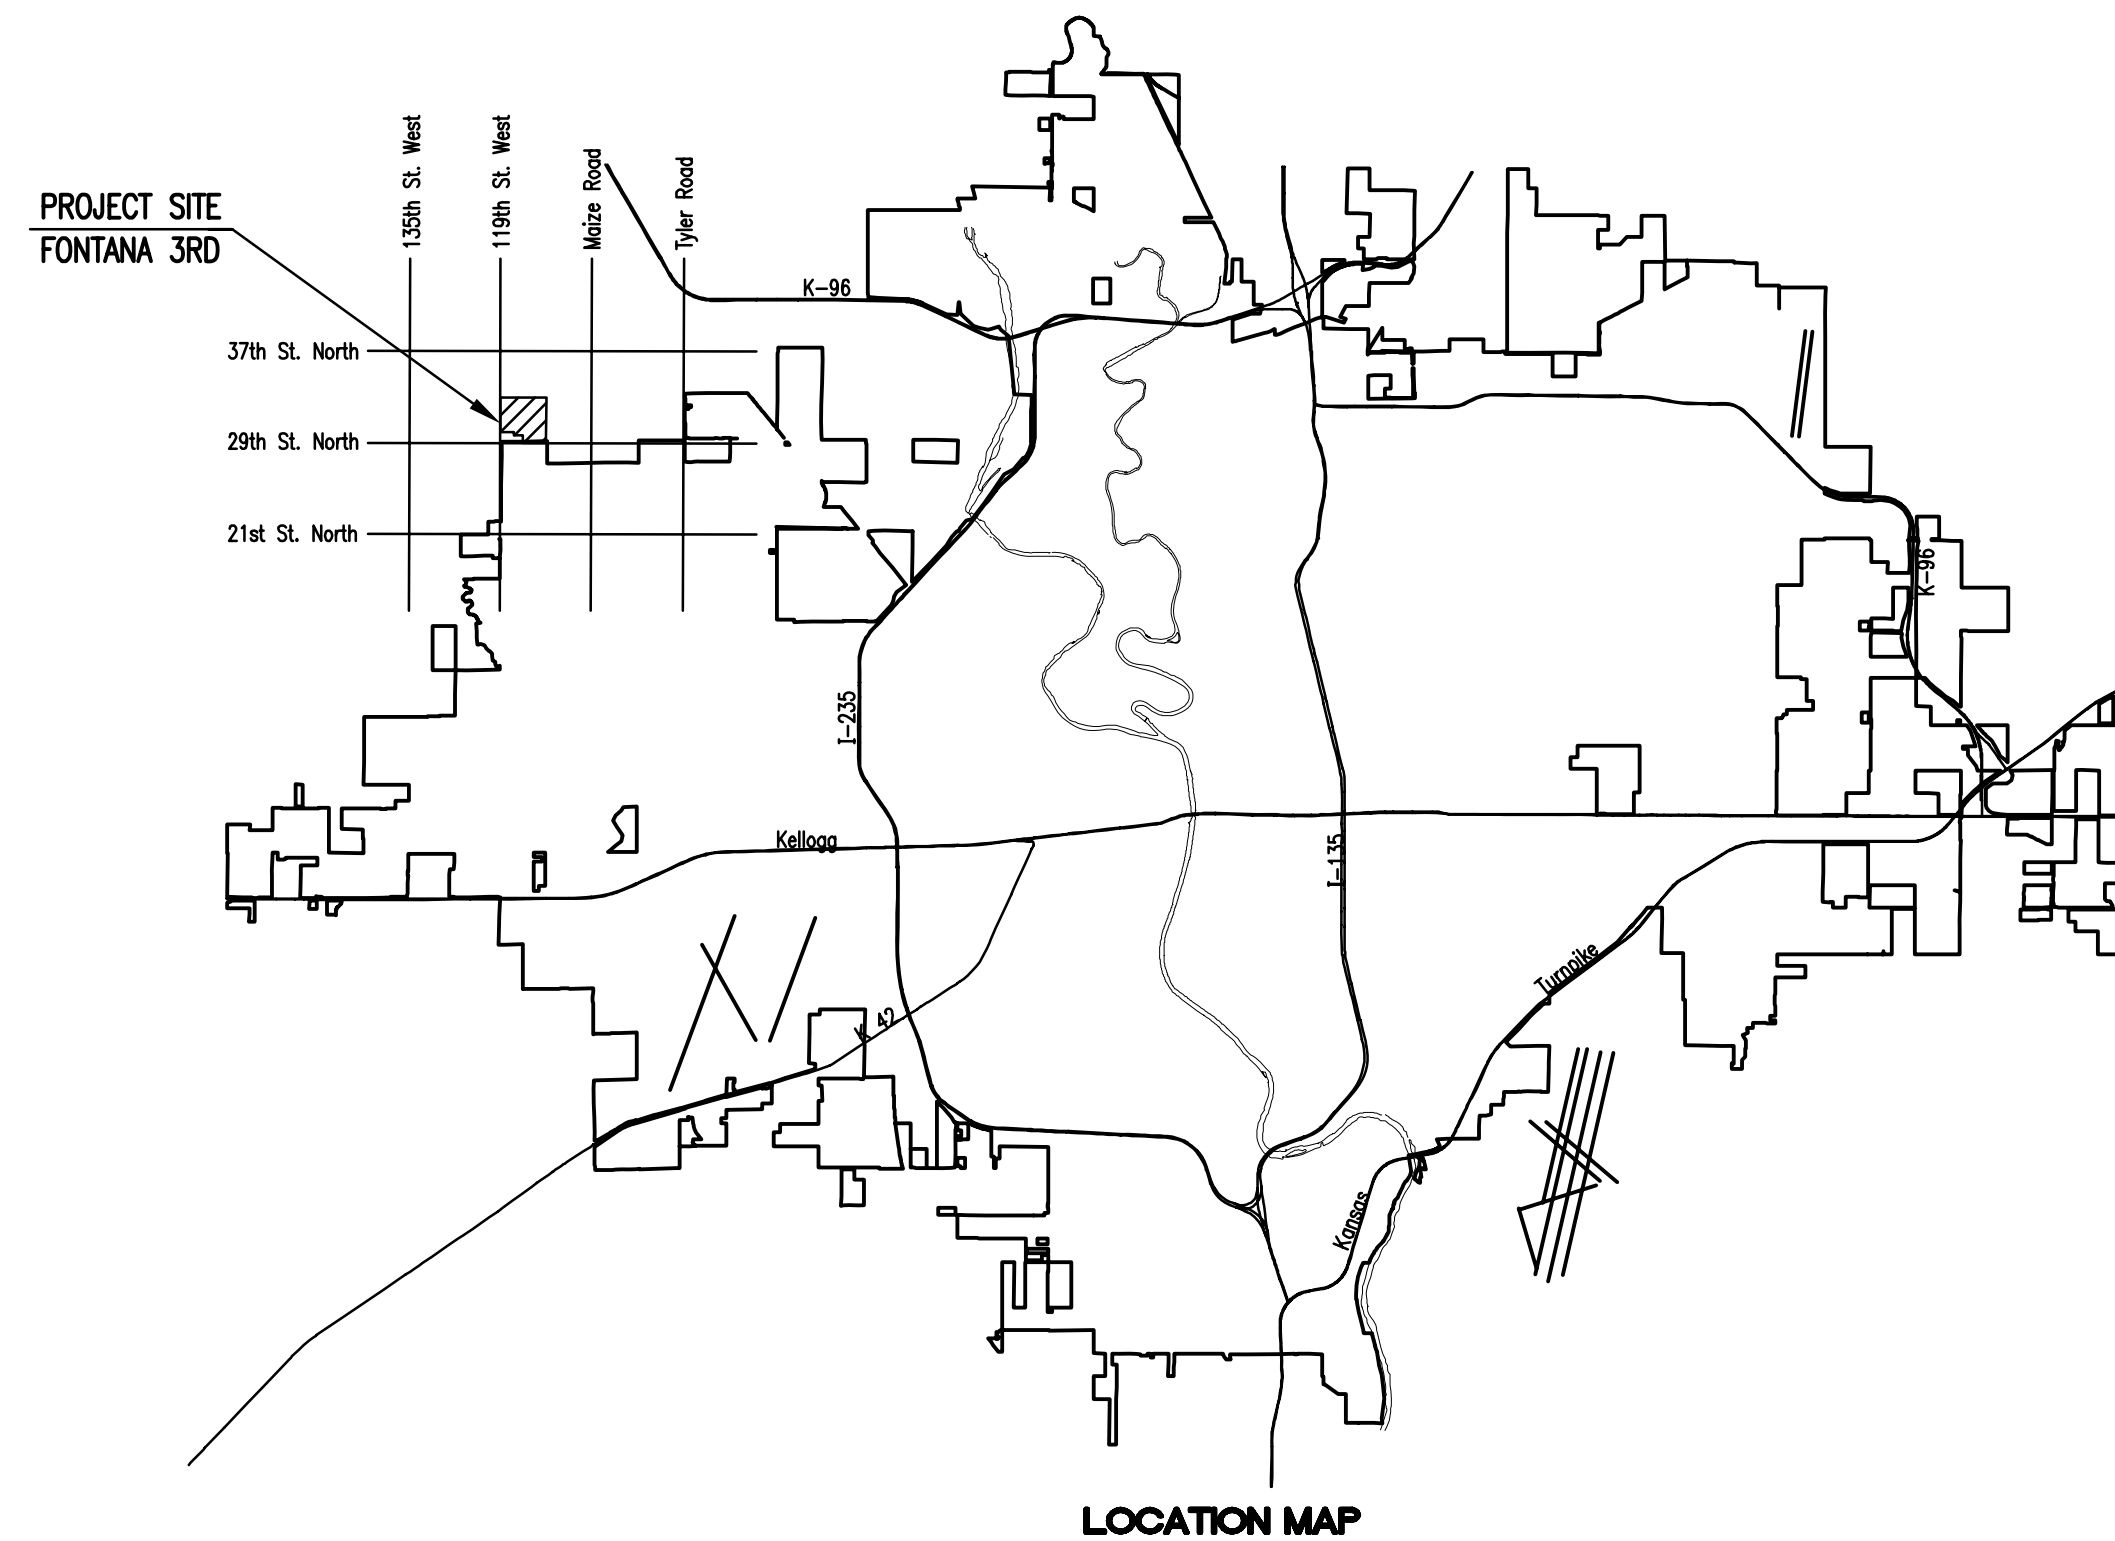 135th St. West
119th St. West
Maize Road
Tyler Road
PROJECT SITE
FONTANA 3RD
K-96
37th St. North
29th St. North
21st St. North
K-96
I-235
Kellogg
I-135
Turnpike
K 42
Kansas
LOCATION MAP